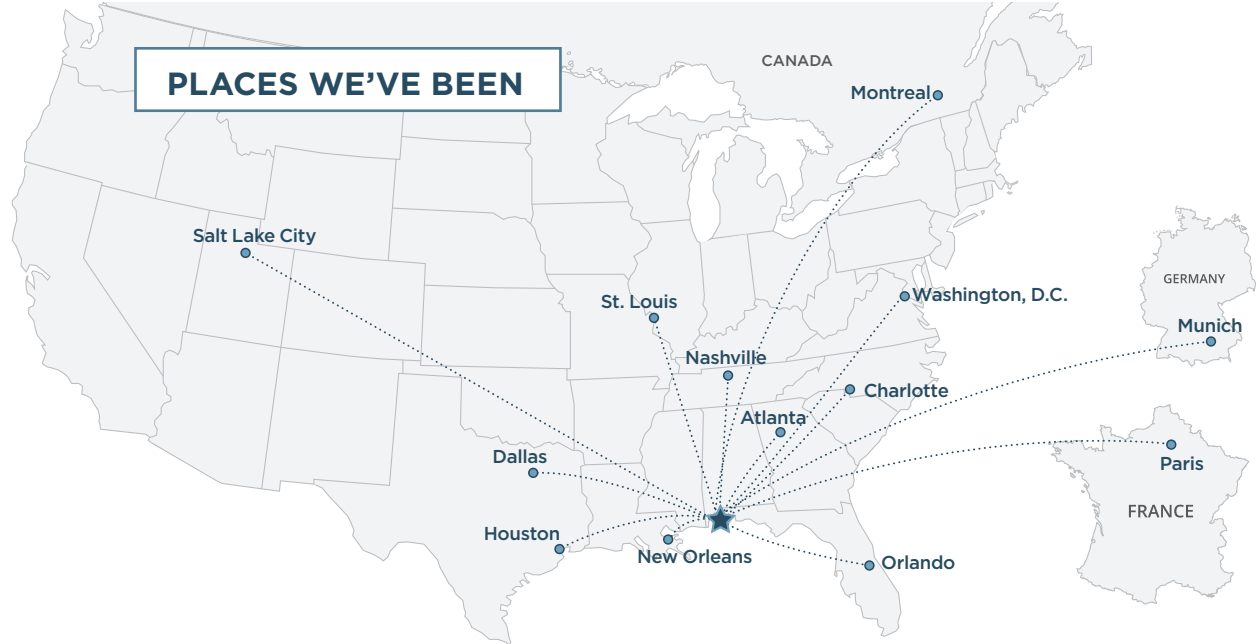 CANADA
PLACES WE’VE BEEN
Montreal
Salt Lake City
GERMANY
St. Louis
Washington, D.C.
Munich
Nashville
Charlotte
Atlanta
Dallas
Paris
FRANCE
Houston
New Orleans
Orlando